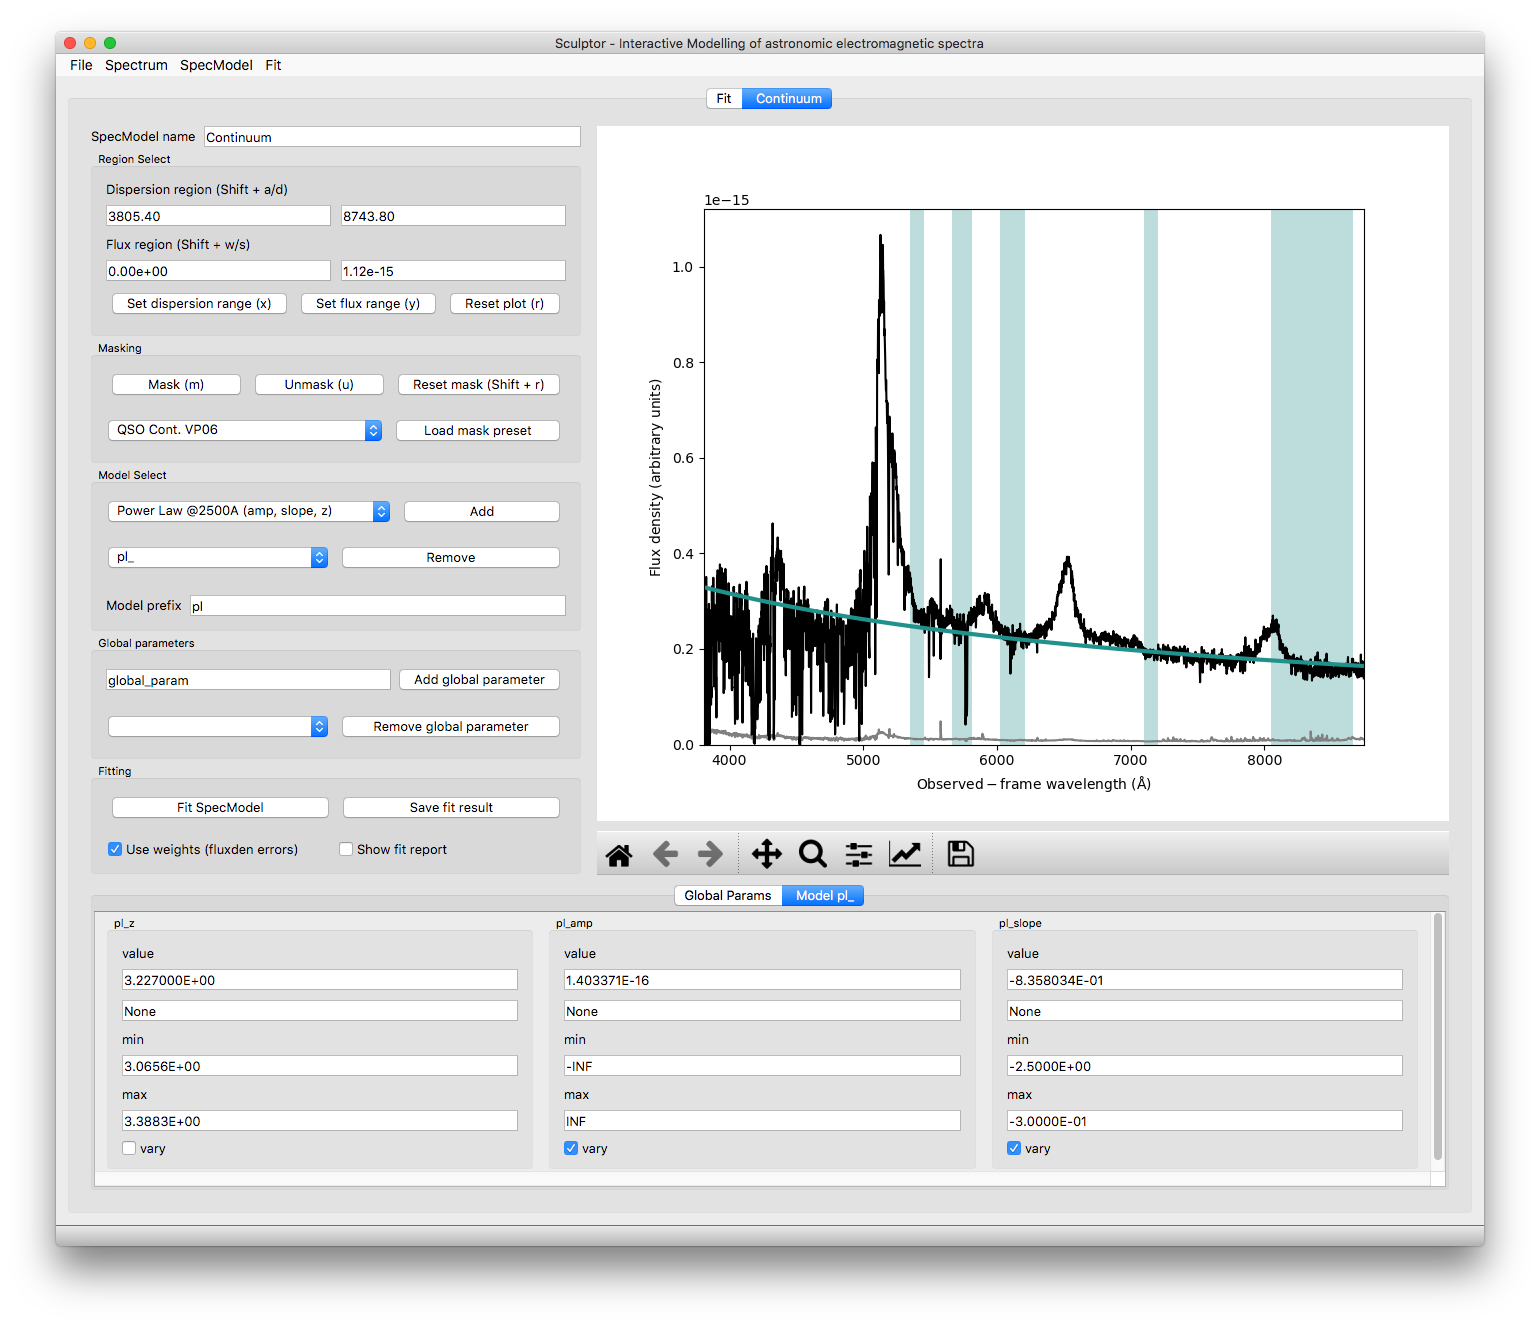 Sculptor - Interactive Modelling of astronomic electromagnetic spectra
File Spectrum SpecModel Fit
Fit Continuum
SpecModel name Continuum
Region Select
Dispersion region (Shift + a/d)
3805.40 8743.80
Flux region (Shift + w/s)
0.00e+00 1.12e-15
Set dispersion range (x) Set flux range (y) Reset plot (r)
Masking
Mask (m) Unmask (u) Reset mask (Shift + r)
QSO Cont. VP06 Load mask preset
Model Select
Power Law @2500A (amp, slope, z) Add
pl_ Remove
Model prefix pl
Global parameters
global_param Add global parameter
Remove global parameter
Fitting
Fit SpecModel Save fit result
Use weights (fluxden errors) Show fit report
1e−15
1.0
0.8
0.6
0.4
0.2
0.0
Flux density (arbitrary units)
4000 5000 6000 7000 8000
Observed − frame wavelength (Å)
Global Params Model pl_
pl_z pl_amp pl_slope
value value value
3.227000E+00 1.403371E-16 -8.358034E-01
None None None
min min min
3.0656E+00 -INF -2.5000E+00
max max max
3.3883E+00 INF -3.0000E-01
vary vary vary